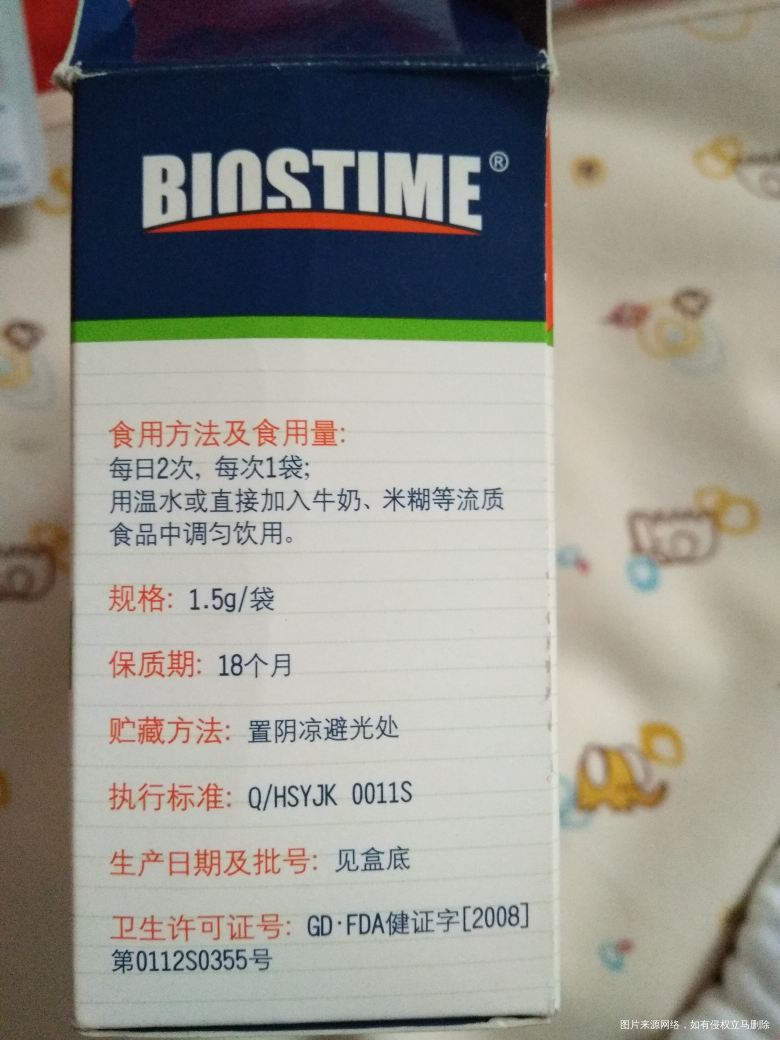 BIOSTIME®
食用方法及食用量:
每日2次, 每次1袋;
用温水或直接加入牛奶、米糊等流质
食品中调匀饮用。
规格: 1.5g/袋
保质期: 18个月
贮藏方法: 置阴凉避光处
执行标准: Q/HSYJK 0011S
生产日期及批号: 见盒底
卫生许可证号: GD·FDA健证字[2008]
第0112S0355号
图片来源网络，如有侵权立马删除